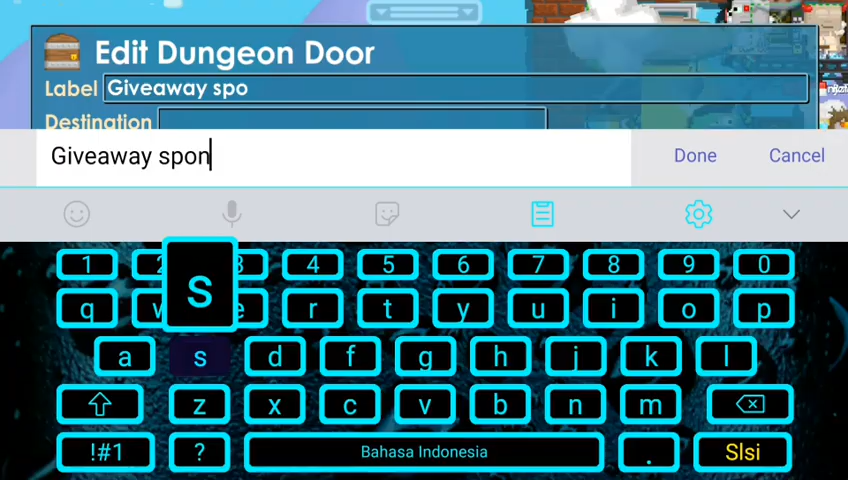 Edit Dungeon Door
Label Giveaway spo
Destination
Giveaway spon
Done Cancel
1 2 3 4 5 6 7 8 9 0
s
q w e r t y u i o p
a s d f g h j k l
z x c v b n m
!#1 ? Bahasa Indonesia . Slsi